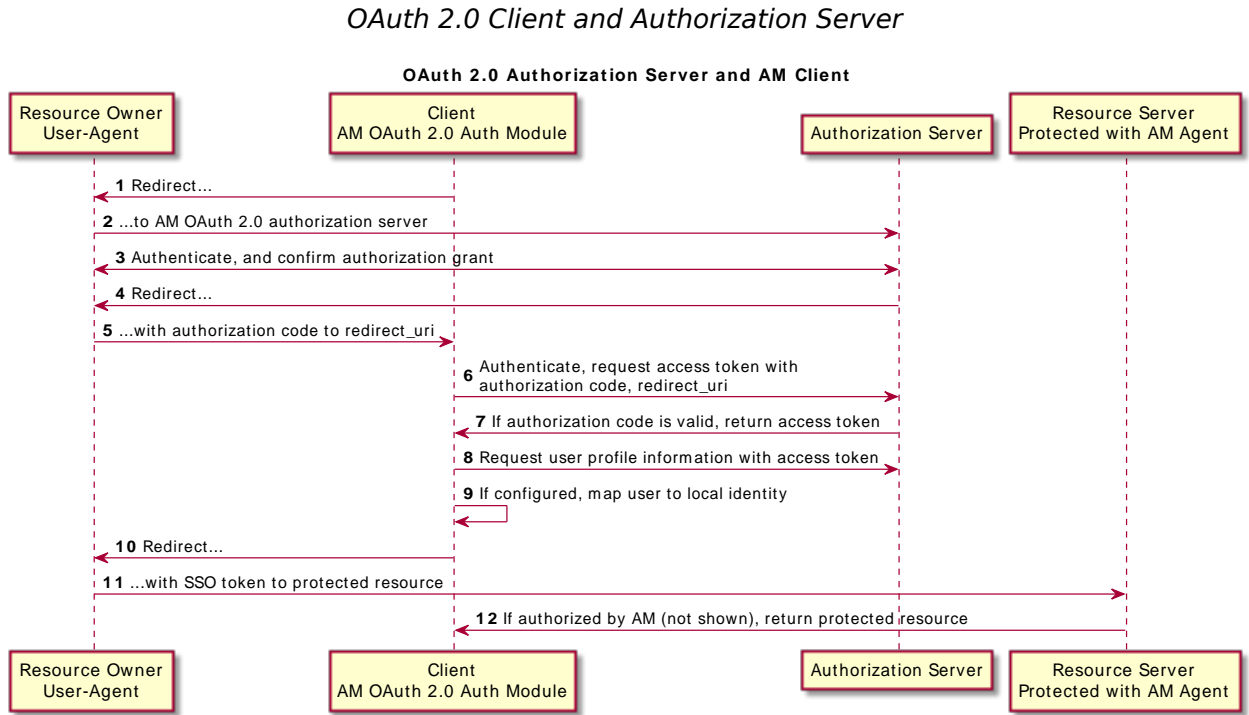 OAuth 2.0 Client and Authorization Server
OAuth 2.0 Authorization Server and AM Client
Resource Owner
User-Agent
Client
AM OAuth 2.0 Auth Module
Authorization Server
Resource Server
Protected with AM Agent
1 Redirect...
2 ...to AM OAuth 2.0 authorization server
3 Authenticate, and confirm authorization grant
4 Redirect...
5 ...with authorization code to redirect_uri
6 Authenticate, request access token with
authorization code, redirect_uri
7 If authorization code is valid, return access token
8 Request user profile information with access token
9 If configured, map user to local identity
10 Redirect...
11 ...with SSO token to protected resource
12 If authorized by AM (not shown), return protected resource
Resource Owner
User-Agent
Client
AM OAuth 2.0 Auth Module
Authorization Server
Resource Server
Protected with AM Agent